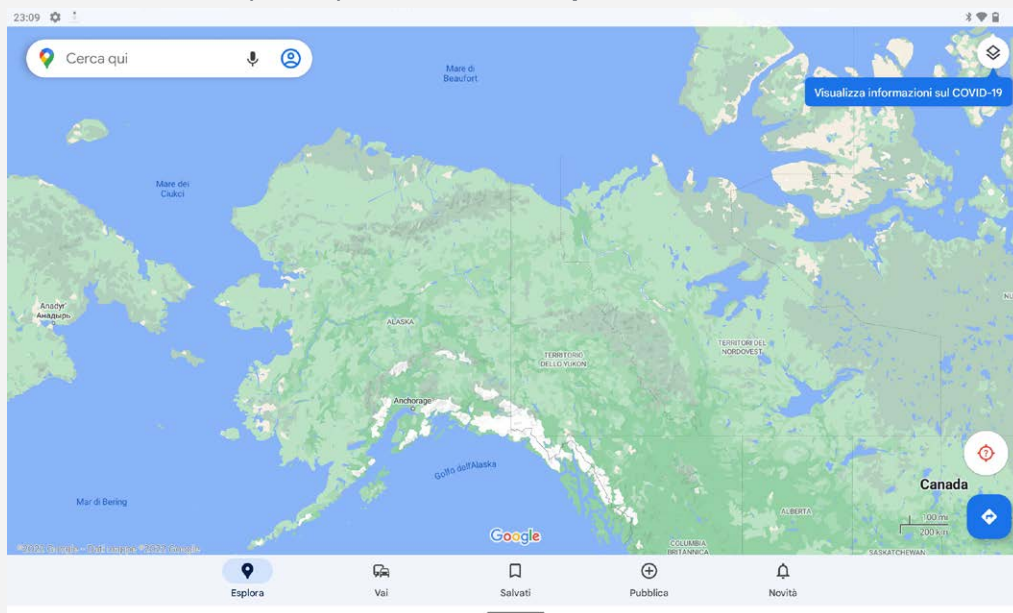 23:09
Cerca qui
Mare di
Beaufort
Visualizza informazioni sul COVID-19
Mare dei
Ciukci
Anadyr'
Анадырь
NU
ALASKA
TERRITORI DEL
NORDOVEST
TERRITORIO
DELLO YUKON
Anchorage
Golfo dell'Alaska
Canada
Mar di Bering
ALBERTA
100 mi
200 km
Google
COLUMBIA
BRITANNICA
SASKATCHEWAN
Esplora
Vai
Salvati
Pubblica
Novità